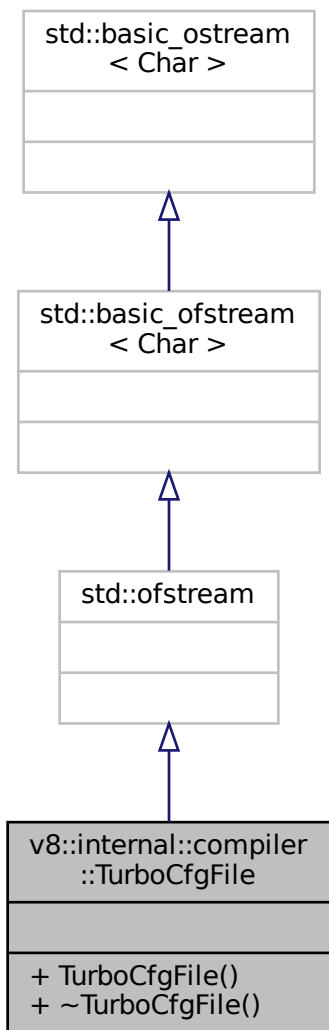 std::basic_ostream
< Char >
std::basic_ofstream
< Char >
std::ofstream
v8::internal::compiler
::TurboCfgFile
+ TurboCfgFile()
+ ~TurboCfgFile()